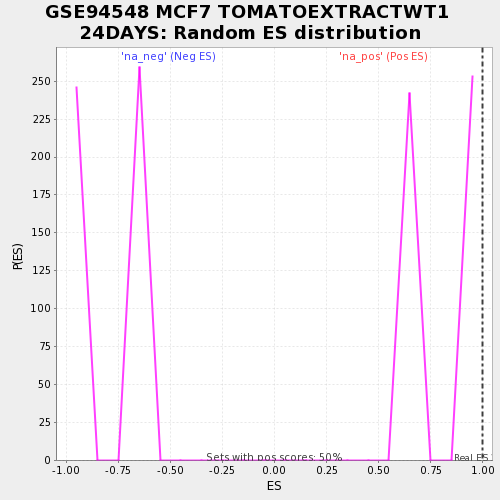 GSE94548 MCF7 TOMATOEXTRACTWT1
24DAYS: Random ES distribution
'na_neg' (Neg ES)
'na_pos' (Pos ES)
250
225
200
175
150
125
100
75
50
25
0
P(ES)
Sets with pos scores: 50%
Real ES
-1.00 -0.75 -0.50 -0.25 0.00 0.25 0.50 0.75 1.00
ES